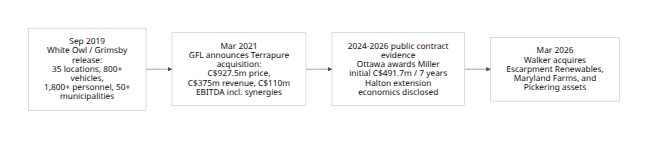 Sep 2019
White Owl / Grimsby
release:
35 locations, 800+
vehicles,
1,800+ personnel, 50+
municipalities
Mar 2021
GFL announces Terrapure
acquisition:
C$927.5m price,
C$375m revenue, C$110m
EBITDA incl. synergies
2024-2026 public contract
evidence
Ottawa awards Miller
initial C$491.7m / 7 years
Halton extension
economics disclosed
Mar 2026
Walker acquires
Escarpment Renewables,
Maryland Farms, and
Pickering assets